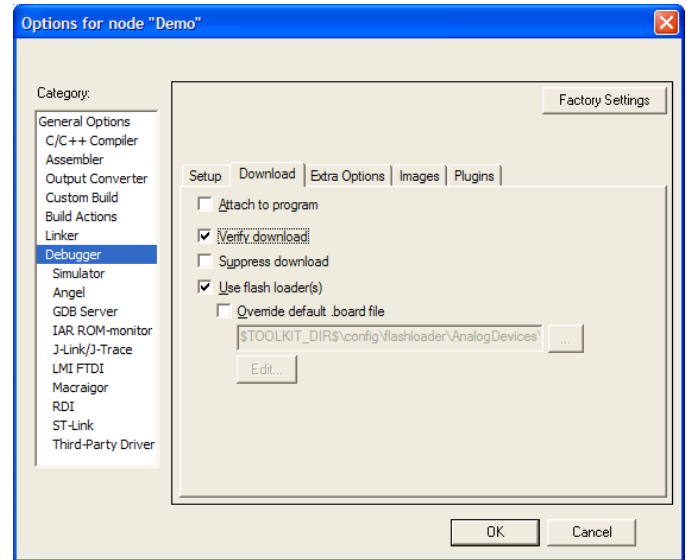 Options for node "Demo"
Category:
Factory Settings
General Options
C/C++ Compiler
Assembler
Output Converter
Custom Build
Build Actions
Linker
Debugger
Simulator
Angel
GDB Server
IAR ROM-monitor
J-Link/J-Trace
LMI FTDI
Macraigor
RDI
ST-Link
Third-Party Driver
Setup Download Extra Options Images Plugins
Attach to program
Verify download
Suppress download
Use flash loader(s)
Override default .board file
$TOOLKIT_DIR$\config\flashloader\AnalogDevices\
...
Edit...
OK Cancel